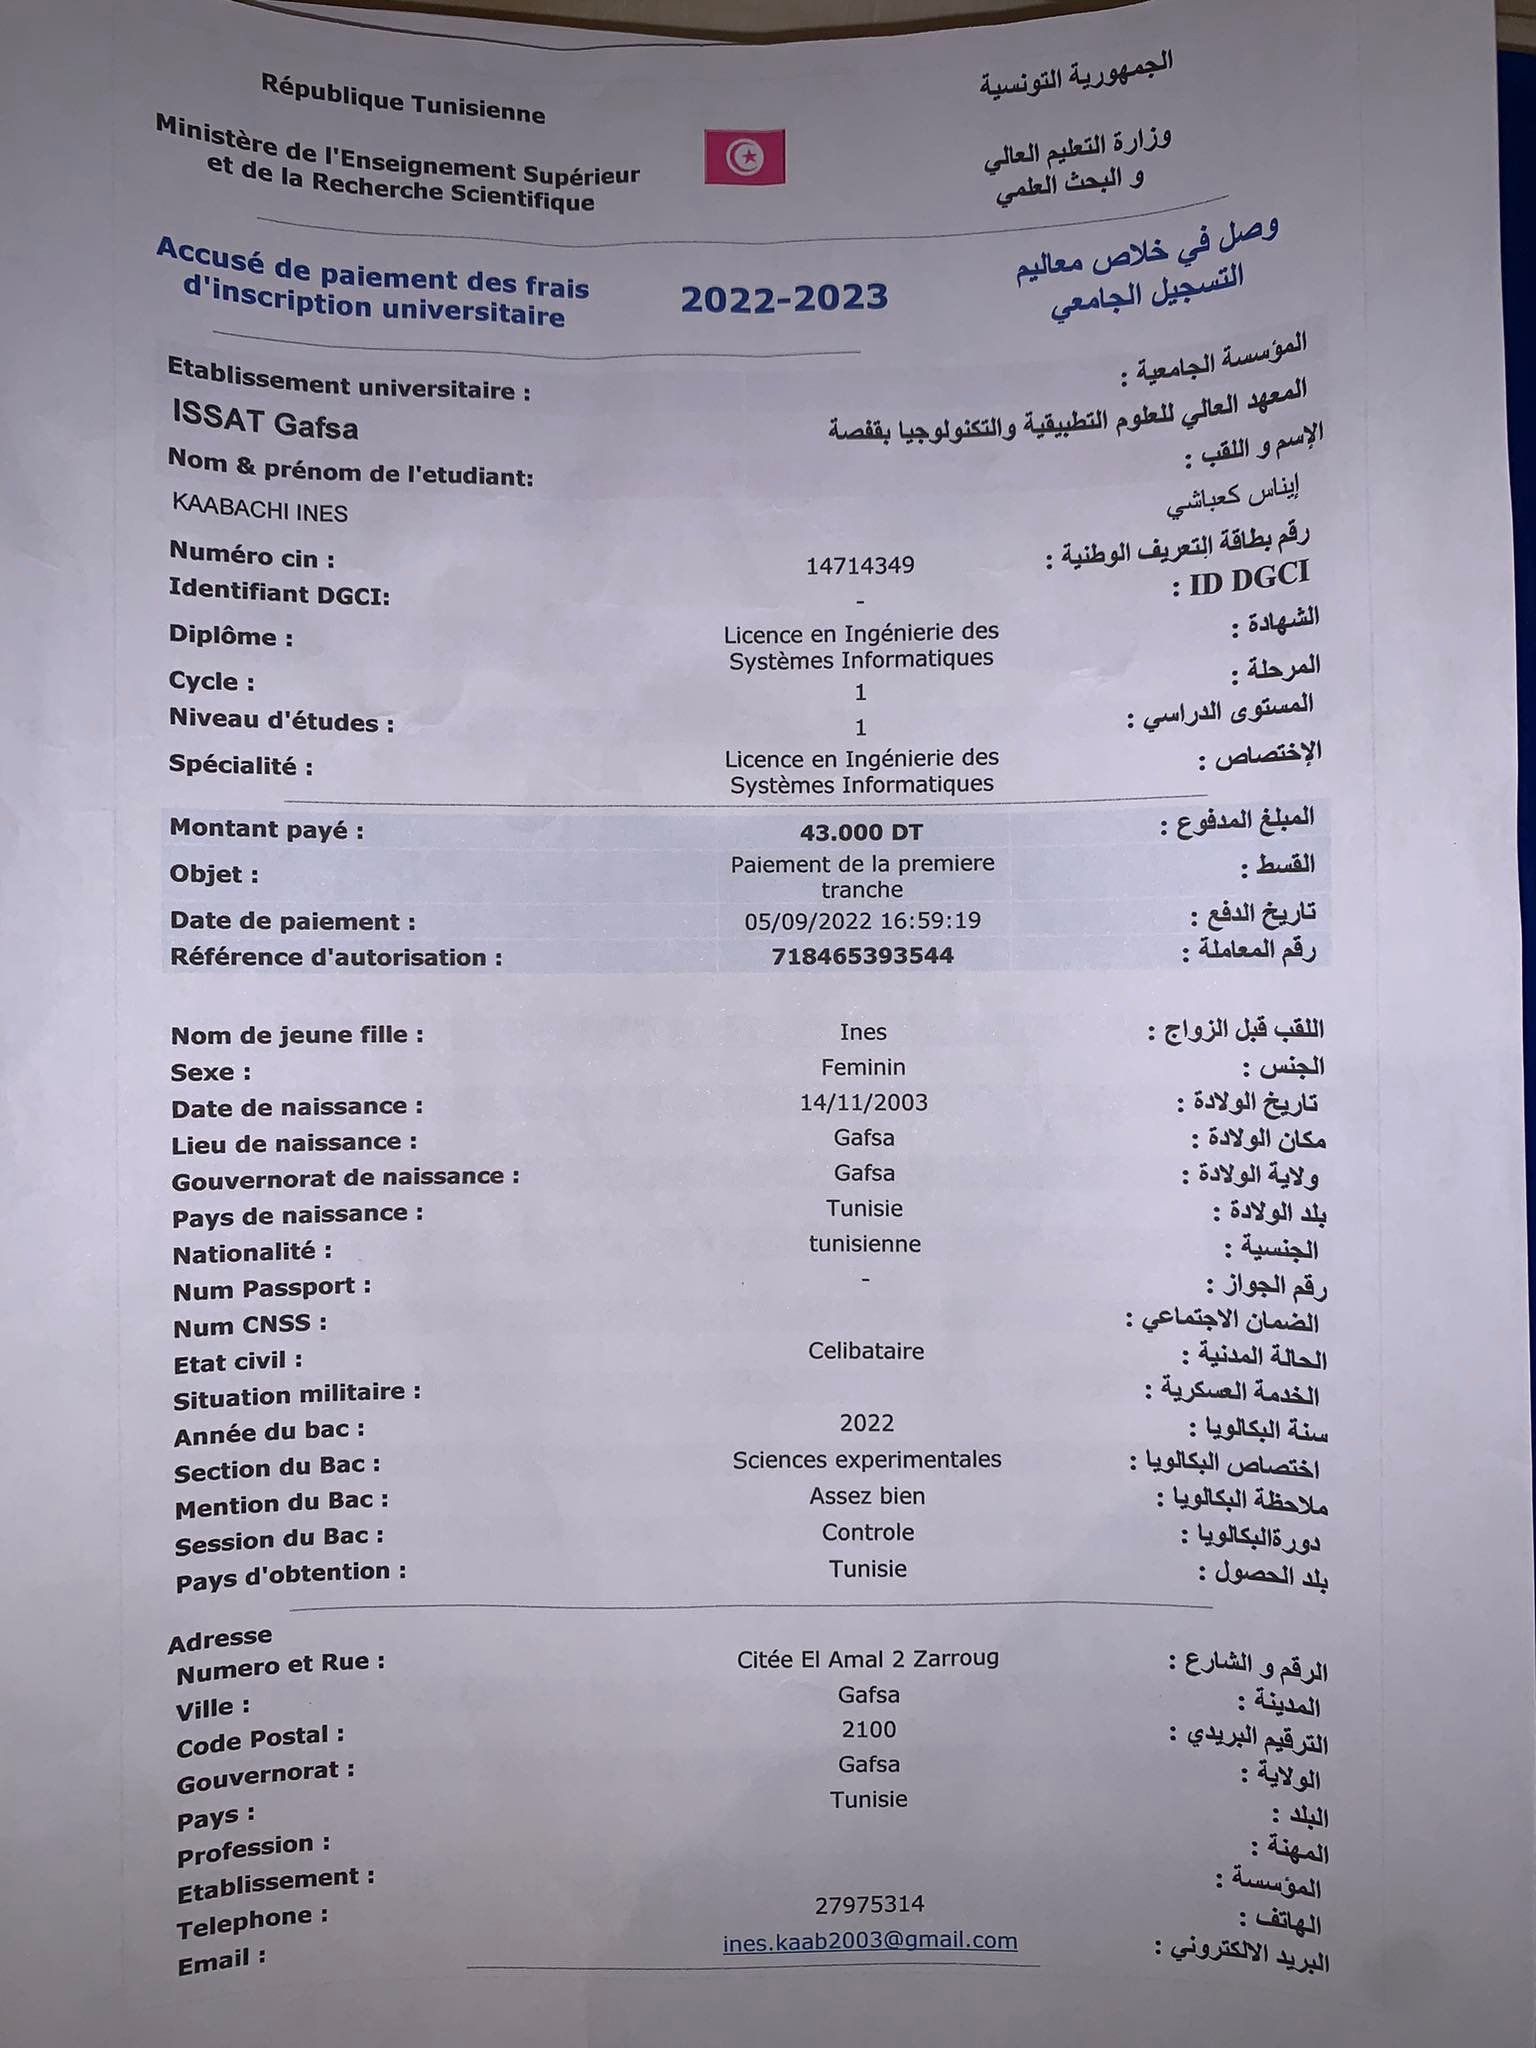 République Tunisienne
الجمهورية التونسية
Ministère de l'Enseignement Supérieur
et de la Recherche Scientifique
وزارة التعليم العالي
و البحث العلمي
Accusé de paiement des frais
d'inscription universitaire
2022-2023
وصل في خلاص معاليم
التسجيل الجامعي
Etablissement universitaire :
المؤسسة الجامعية :
ISSAT Gafsa
المعهد العالي للعلوم التطبيقية والتكنولوجيا بقفصة
Nom & prénom de l'etudiant:
الإسم و اللقب :
KAABACHI INES
إيناس كعباشي
Numéro cin : 14714349 رقم بطاقة التعريف الوطنية :
Identifiant DGCI: - ID DGCI :
Diplôme : Licence en Ingénierie des
Systèmes Informatiques الشهادة :
Cycle : 1 المرحلة :
Niveau d'études : 1 المستوى الدراسي :
Spécialité : Licence en Ingénierie des
Systèmes Informatiques الإختصاص :
Montant payé : 43.000 DT المبلغ المدفوع :
Objet : Paiement de la premiere
tranche القسط :
Date de paiement : 05/09/2022 16:59:19 تاريخ الدفع :
Référence d'autorisation : 718465393544 رقم المعاملة :
Nom de jeune fille : Ines اللقب قبل الزواج :
Sexe : Feminin الجنس :
Date de naissance : 14/11/2003 تاريخ الولادة :
Lieu de naissance : Gafsa مكان الولادة :
Gouvernorat de naissance : Gafsa ولاية الولادة :
Pays de naissance : Tunisie بلد الولادة :
Nationalité : tunisienne الجنسية :
Num Passport : - رقم الجواز :
Num CNSS : الضمان الاجتماعي :
Etat civil : Celibataire الحالة المدنية :
Situation militaire : الخدمة العسكرية :
Année du bac : 2022 سنة البكالويا :
Section du Bac : Sciences experimentales اختصاص البكالويا :
Mention du Bac : Assez bien ملاحظة البكالويا :
Session du Bac : Controle دورةالبكالويا :
Pays d'obtention : Tunisie بلد الحصول :
Adresse
Numero et Rue : Citée El Amal 2 Zarroug الرقم و الشارع :
Ville : Gafsa المدينة :
Code Postal : 2100 الترقيم البريدي :
Gouvernorat : Gafsa الولاية :
Pays : Tunisie البلد :
Profession : المهنة :
Etablissement : المؤسسة :
Telephone : 27975314 الهاتف :
Email : ines.kaab2003@gmail.com البريد الالكتروني :